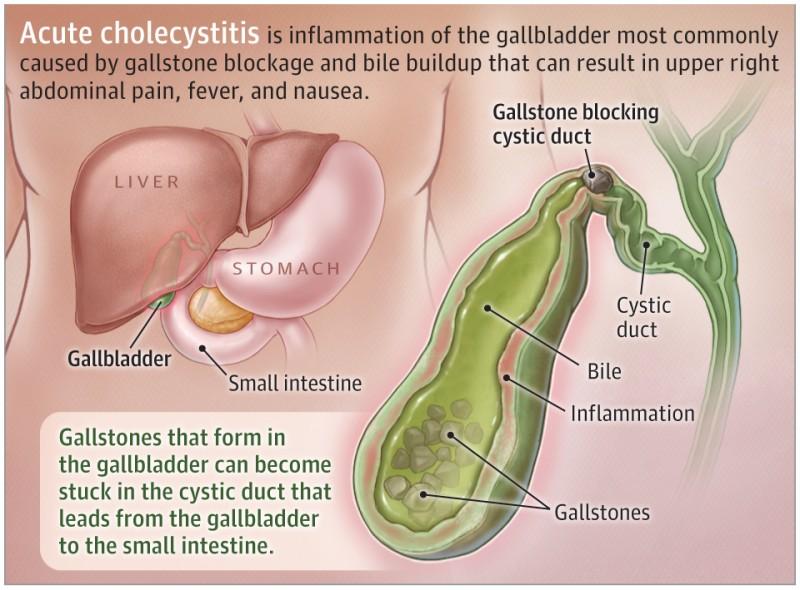 Acute cholecystitis is inflammation of the gallbladder most commonly
caused by gallstone blockage and bile buildup that can result in upper right
abdominal pain, fever, and nausea.
Gallstone blocking
cystic duct
LIVER
STOMACH
Gallbladder
Small intestine
Cystic
duct
Bile
Inflammation
Gallstones
Gallstones that form in
the gallbladder can become
stuck in the cystic duct that
leads from the gallbladder
to the small intestine.